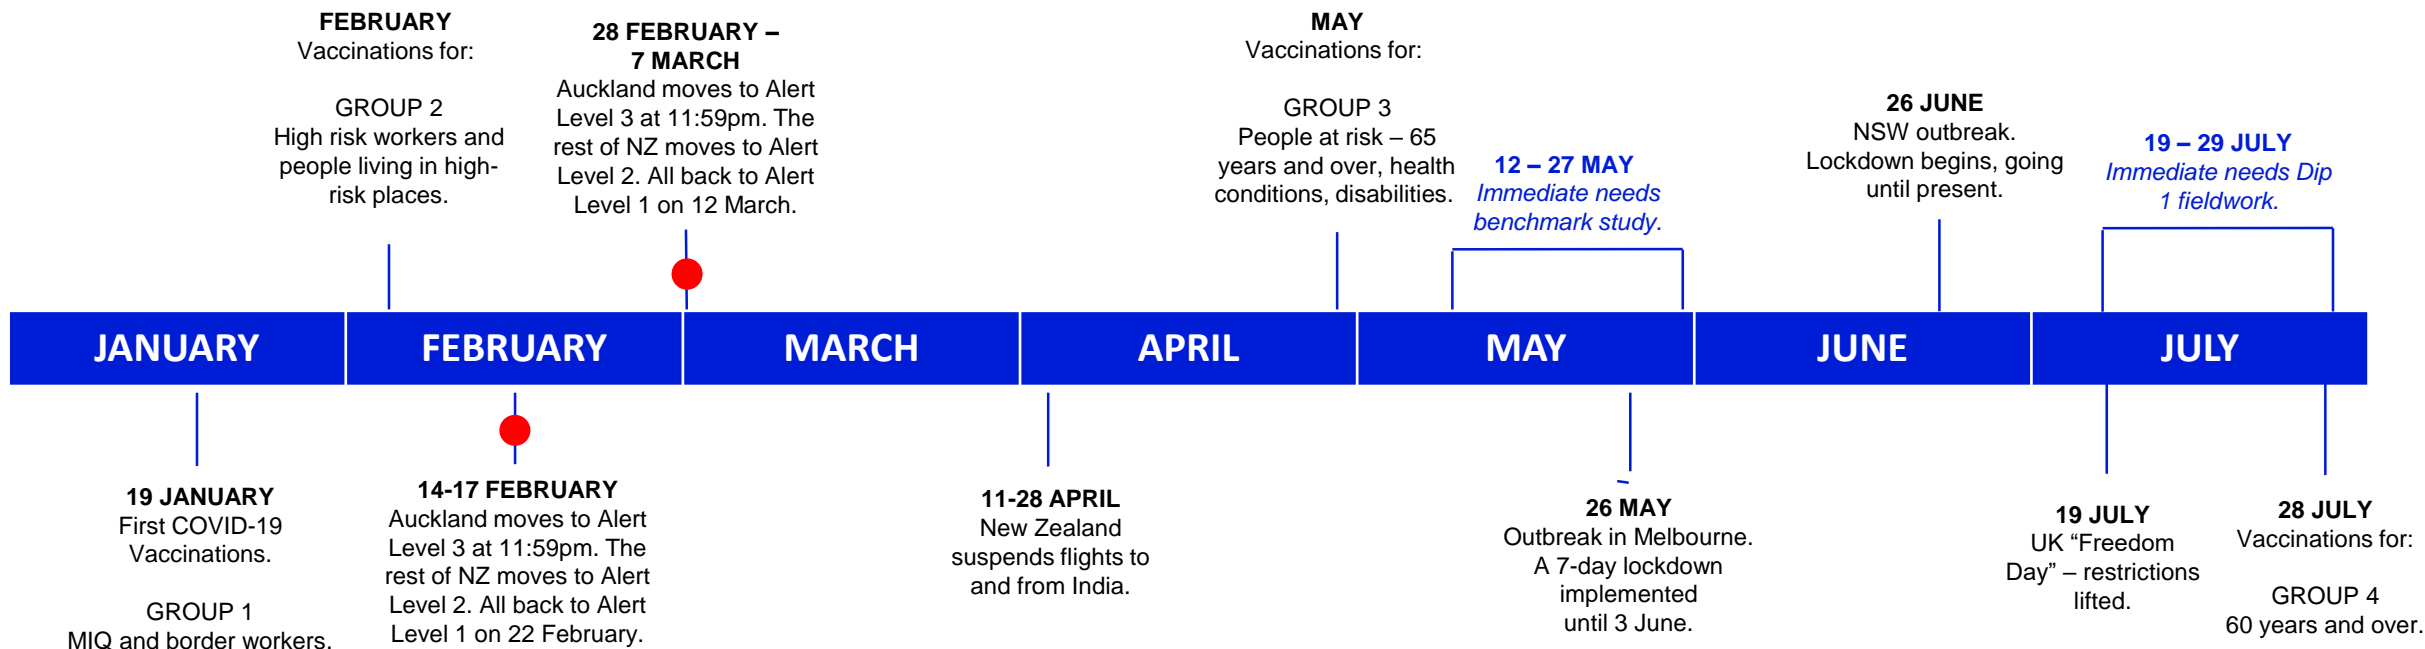 FEBRUARY
Vaccinations for:
GROUP 2
High risk workers and
people living in high-
risk places.
28 FEBRUARY –
7 MARCH
Auckland moves to Alert
Level 3 at 11:59pm. The
rest of NZ moves to Alert
Level 2. All back to Alert
Level 1 on 12 March.
MAY
Vaccinations for:
GROUP 3
People at risk – 65
years and over, health
conditions, disabilities.
12 – 27 MAY
Immediate needs
benchmark study.
26 JUNE
NSW outbreak.
Lockdown begins, going
until present.
19 – 29 JULY
Immediate needs Dip
1 fieldwork.
JANUARY
FEBRUARY
MARCH
APRIL
MAY
JUNE
JULY
19 JANUARY
First COVID-19
Vaccinations.
GROUP 1
MIQ and border workers.
14-17 FEBRUARY
Auckland moves to Alert
Level 3 at 11:59pm. The
rest of NZ moves to Alert
Level 2. All back to Alert
Level 1 on 22 February.
11-28 APRIL
New Zealand
suspends flights to
and from India.
26 MAY
Outbreak in Melbourne.
A 7-day lockdown
implemented
until 3 June.
19 JULY
UK “Freedom
Day” – restrictions
lifted.
28 JULY
Vaccinations for:
GROUP 4
60 years and over.